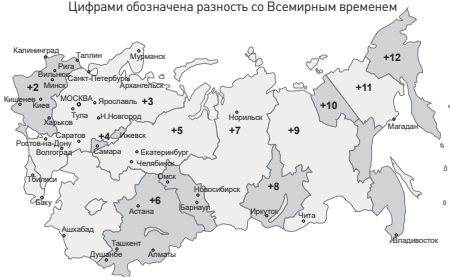 Цифрами обозначена разность со Всемирным временем
+12
Мурманск
Калининград
Таллин
Рига
Вильнюс
Санкт-Петербург
+2
Минск
Архангельск
+11
Кишенев
МОСКВА
Ярославль
+3
+10
Киев
Тула
Н.Новгород
Норильск
Магадан
Харьков
+4
Ижевск
+5
+7
+9
Саратов
Ростов-на-Дону
Самара
Волгоград
Екатеринбург
Челябинск
Тбилиси
Омск
Новосибирск
+8
Баку
+6
Барнаул
Иркутск
Астана
Чита
Ашхабад
Владивосток
Ташкент
Душанбе
Алматы